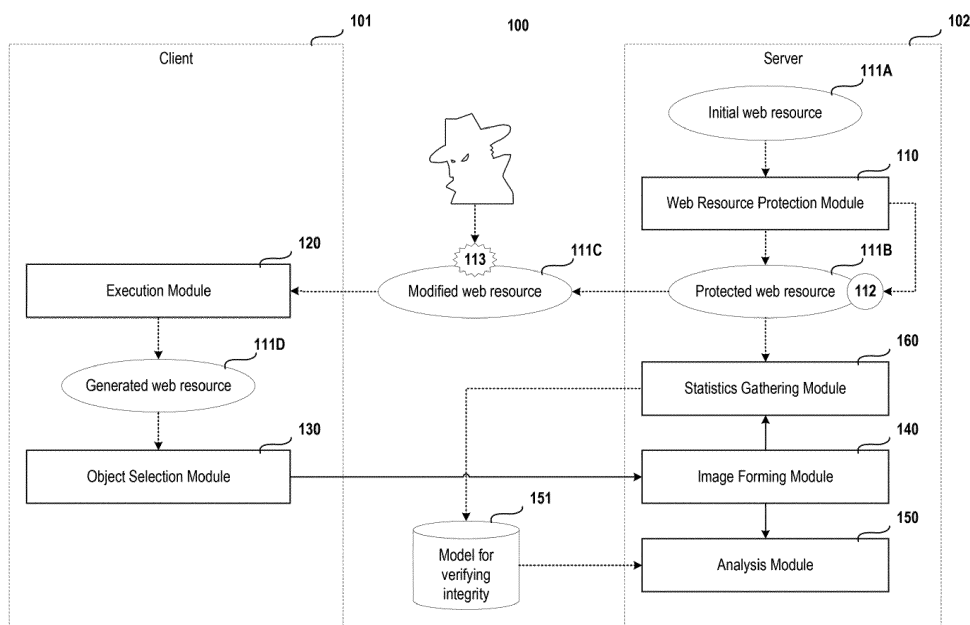 101
100
102
Client
Server
111A
Initial web resource
110
Web Resource Protection Module
120
113
111C
111B
Execution Module
Modified web resource
Protected web resource
112
111D
160
Generated web resource
Statistics Gathering Module
130
140
Object Selection Module
Image Forming Module
151
150
Model for
verifying
integrity
Analysis Module